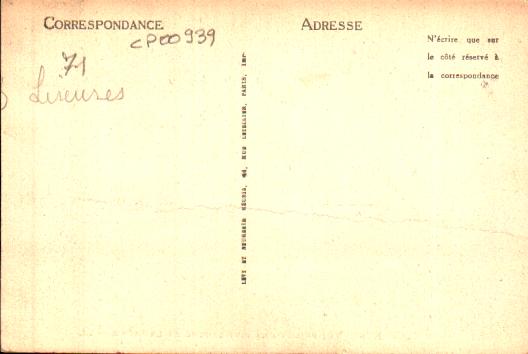 CORRESPONDANCE
CP00939
71
Liseuses
ADRESSE
N'écrire que sur
le côté réservé à
la correspondance
LÉVY ET NEURDEIN RÉUNIS, 44, RUE LETELLIER, PARIS, IMP.